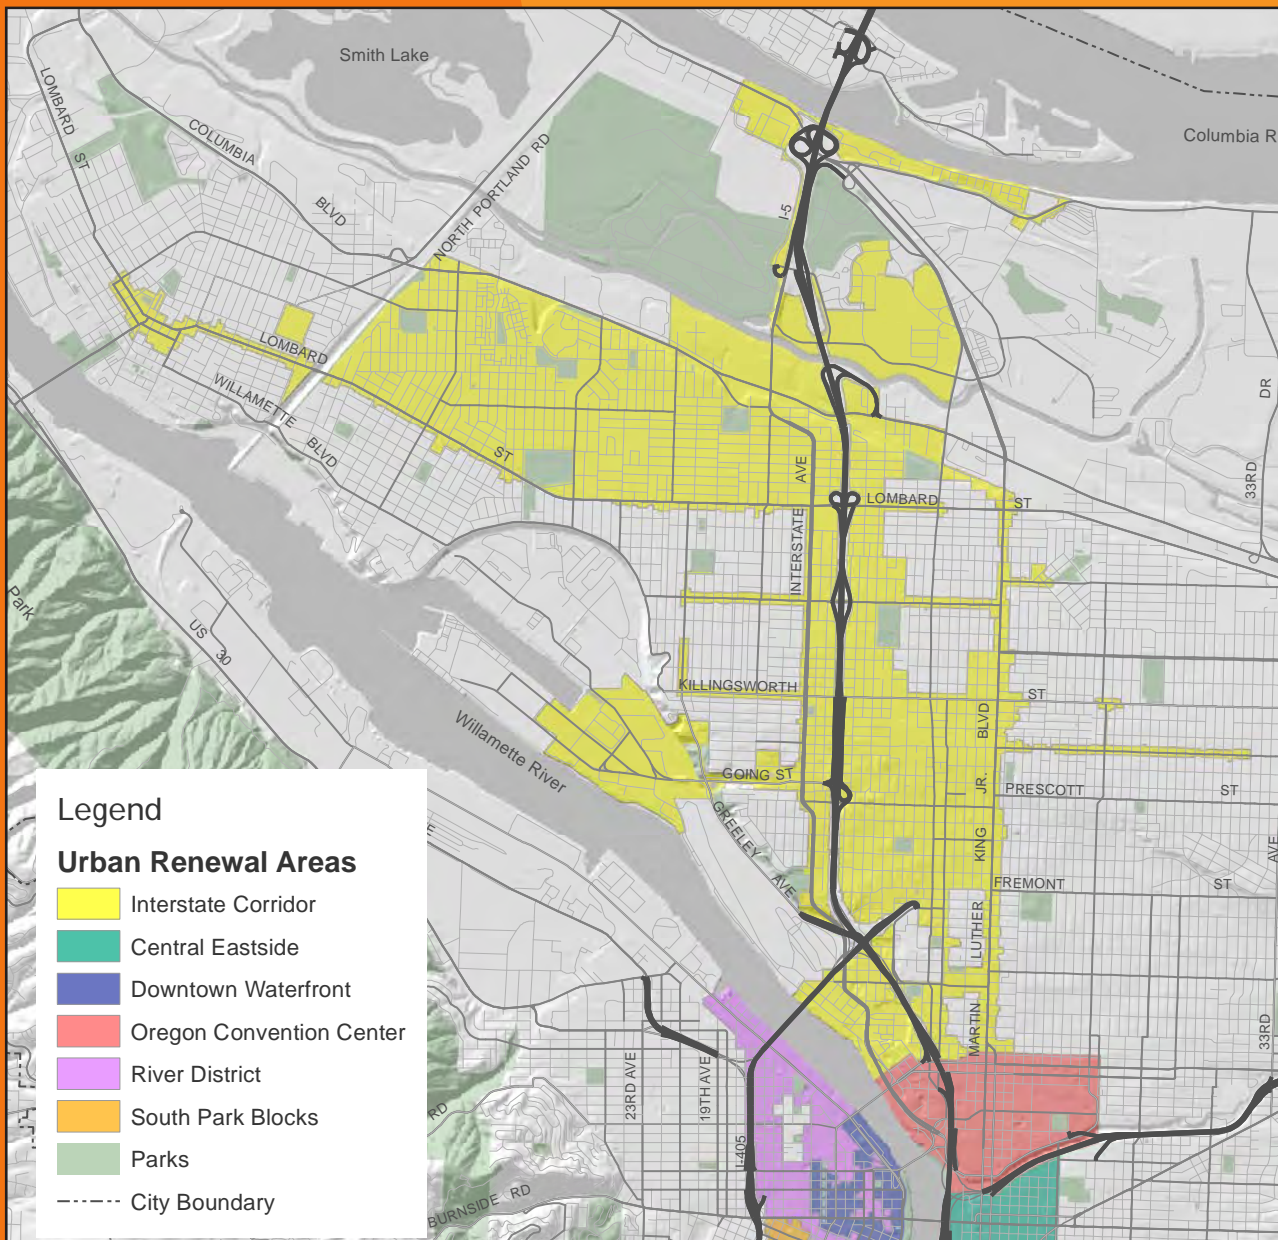 Smith Lake
Columbia R
LOMBARD
ST
COLUMBIA
BLVD
NORTH PORTLAND RD
I-5
LOMBARD
WILLAMETTE
BLVD
ST
AVE
INTERSTATE
LOMBARD
ST
33RD
DR
Park
US 30
KILLINGSWORTH
ST
BLVD
JR.
KING
LUTHER
MARTIN
Willamette River
GOING ST
PRESCOTT
ST
GREELEY
AVE
FREMONT
ST
AVE
33RD
Legend
Urban Renewal Areas
Interstate Corridor
Central Eastside
Downtown Waterfront
Oregon Convention Center
River District
South Park Blocks
Parks
City Boundary
E
23RD AVE
19TH AVE
I-405
RD
BURNSIDE RD